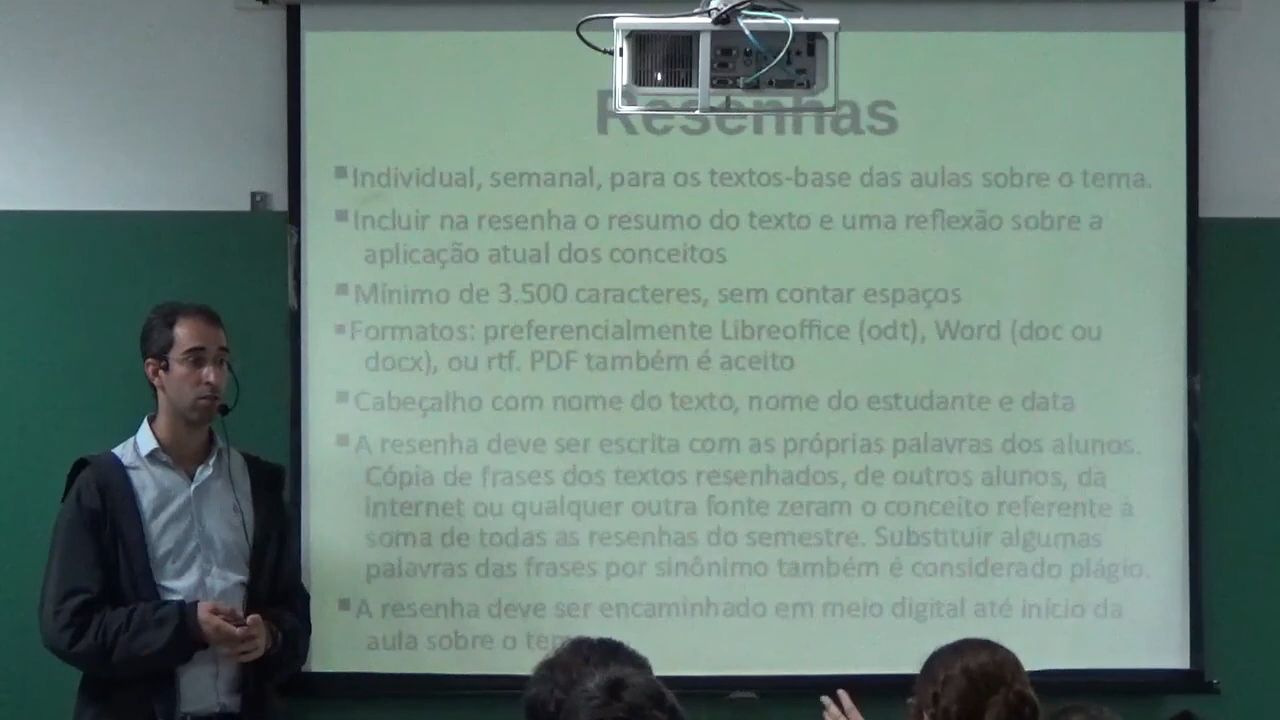 Resenhas
▪Individual, semanal, para os textos-base das aulas sobre o tema.
▪Incluir na resenha o resumo do texto e uma reflexão sobre a
aplicação atual dos conceitos
▪Mínimo de 3.500 caracteres, sem contar espaços
▪Formatos: preferencialmente Libreoffice (odt), Word (doc ou
docx), ou rtf. PDF também é aceito
▪Cabeçalho com nome do texto, nome do estudante e data
▪A resenha deve ser escrita com as próprias palavras dos alunos.
Cópia de frases dos textos resenhados, de outros alunos, da
internet ou qualquer outra fonte zeram o conceito referente à
soma de todas as resenhas do semestre. Substituir algumas
palavras das frases por sinônimo também é considerado plágio.
▪A resenha deve ser encaminhado em meio digital até início da
aula sobre o